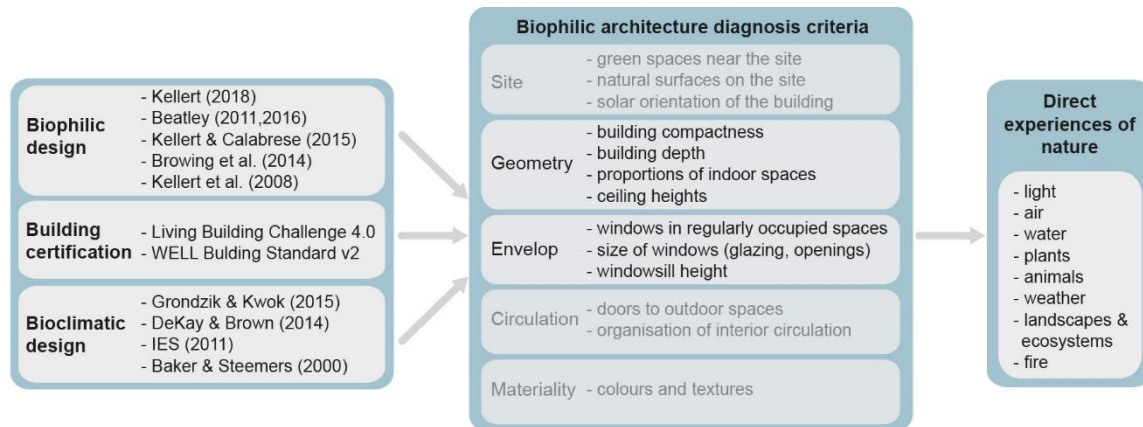 Biophilic design
- Kellert (2018)
- Beatley (2011,2016)
- Kellert & Calabrese (2015)
- Browing et al. (2014)
- Kellert et al. (2008)
Building certification
- Living Building Challenge 4.0
- WELL Bulding Standard v2
Bioclimatic design
- Grondzik & Kwok (2015)
- DeKay & Brown (2014)
- IES (2011)
- Baker & Steemers (2000)
Biophilic architecture diagnosis criteria
Site
- green spaces near the site
- natural surfaces on the site
- solar orientation of the building
Geometry
- building compactness
- building depth
- proportions of indoor spaces
- ceiling heights
Envelop
- windows in regularly occupied spaces
- size of windows (glazing, openings)
- windowsill height
Circulation
- doors to outdoor spaces
- organisation of interior circulation
Materiality
- colours and textures
Direct
experiences of
nature
- light
- air
- water
- plants
- animals
- weather
- landscapes &
ecosystems
- fire